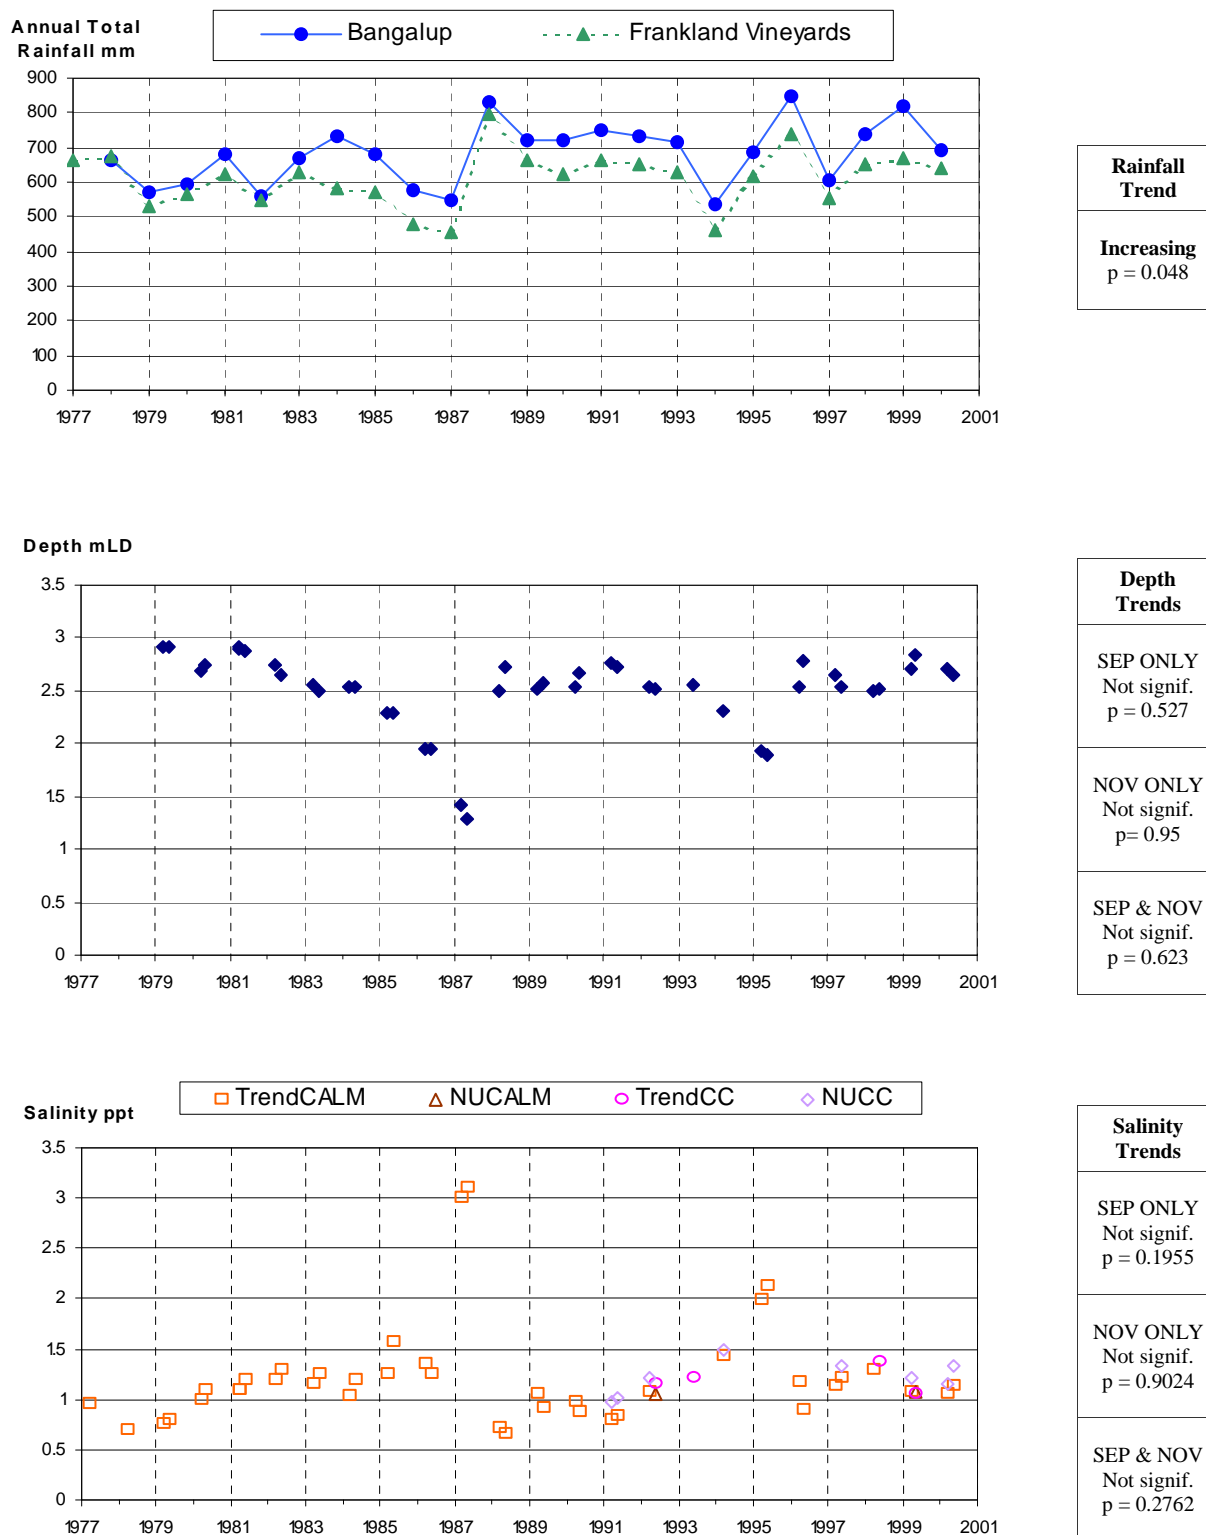 Annual Total
Rainfall mm
Bangalup
Frankland Vineyards
900
800
700
600
500
400
300
200
100
0
1977 1979 1981 1983 1985 1987 1989 1991 1993 1995 1997 1999 2001
Rainfall
Trend
Increasing
p = 0.048
Depth mLD
3.5
3
2.5
2
1.5
1
0.5
0
1977 1979 1981 1983 1985 1987 1989 1991 1993 1995 1997 1999 2001
Depth
Trends
SEP ONLY
Not signif.
p = 0.527
NOV ONLY
Not signif.
p= 0.95
SEP & NOV
Not signif.
p = 0.623
Salinity ppt
TrendCALM
NUCALM
TrendCC
NUCC
3.5
3
2.5
2
1.5
1
0.5
0
1977 1979 1981 1983 1985 1987 1989 1991 1993 1995 1997 1999 2001
Salinity
Trends
SEP ONLY
Not signif.
p = 0.1955
NOV ONLY
Not signif.
p = 0.9024
SEP & NOV
Not signif.
p = 0.2762